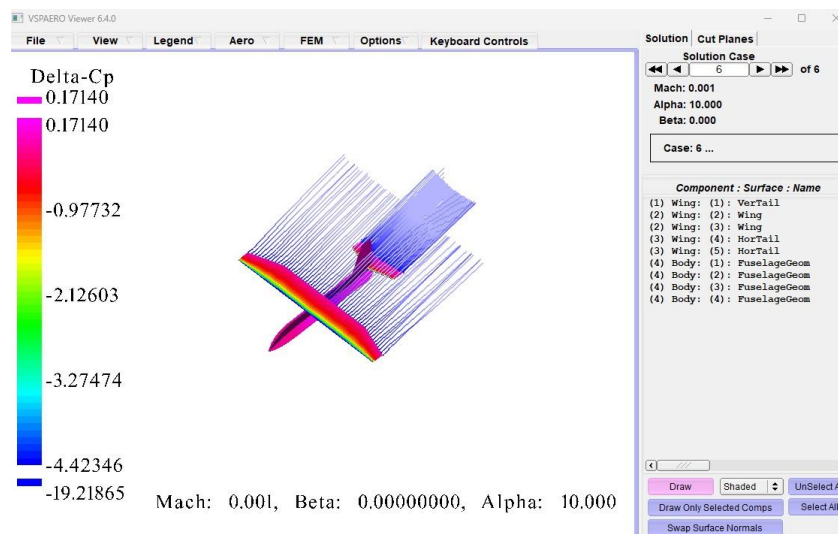 VSPAERO Viewer 6.4.0
File View Legend Aero FEM Options Keyboard Controls
Solution Cut Planes
Solution Case
6 of 6
Mach: 0.001
Alpha: 10.000
Beta: 0.000
Case: 6 ...
Component : Surface : Name
(1) Wing: (1): VerTail
(2) Wing: (2): Wing
(2) Wing: (3): Wing
(3) Wing: (4): HorTail
(3) Wing: (5): HorTail
(4) Body: (1): FuselageGeom
(4) Body: (2): FuselageGeom
(4) Body: (3): FuselageGeom
(4) Body: (4): FuselageGeom
Draw Shaded UnSelect A
Draw Only Selected Comps Select All
Swap Surface Normals
Delta-Cp
0.17140
0.17140
-0.97732
-2.12603
-3.27474
-4.42346
-19.21865
Mach: 0.001, Beta: 0.00000000, Alpha: 10.000